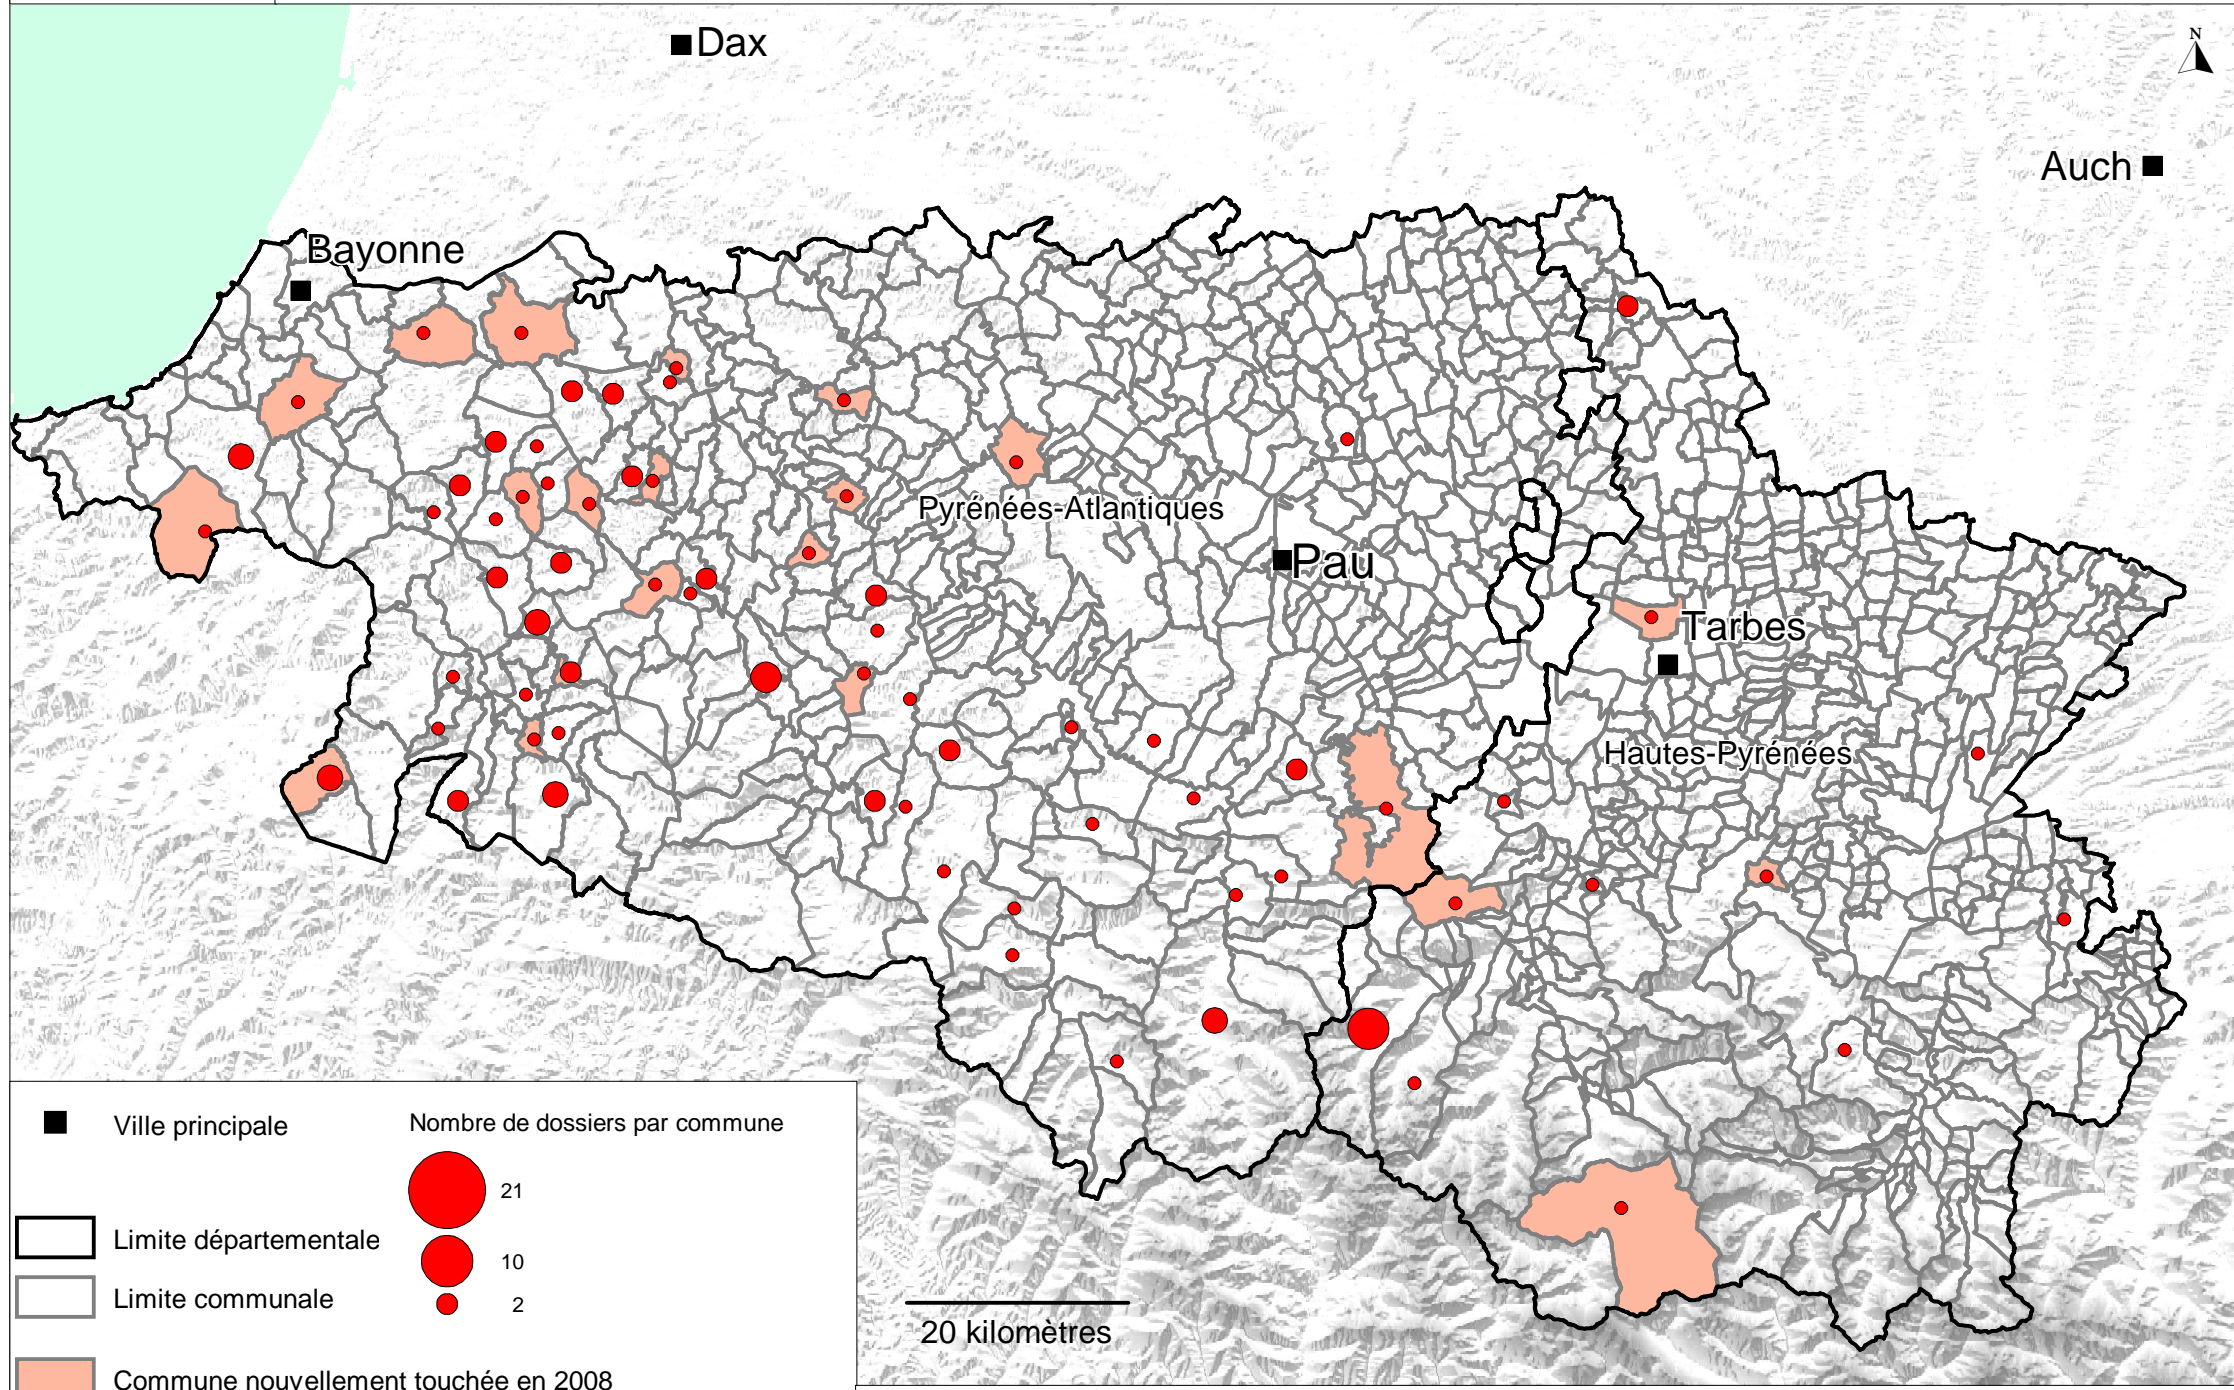 Dax
N
Auch
Bayonne
Pyrénées-Atlantiques
Pau
Tarbes
Hautes-Pyrénées
Ville principale
Nombre de dossiers par commune
21
Limite départementale
10
Limite communale
2
20 kilomètres
Commune nouvellement touchée en 2008